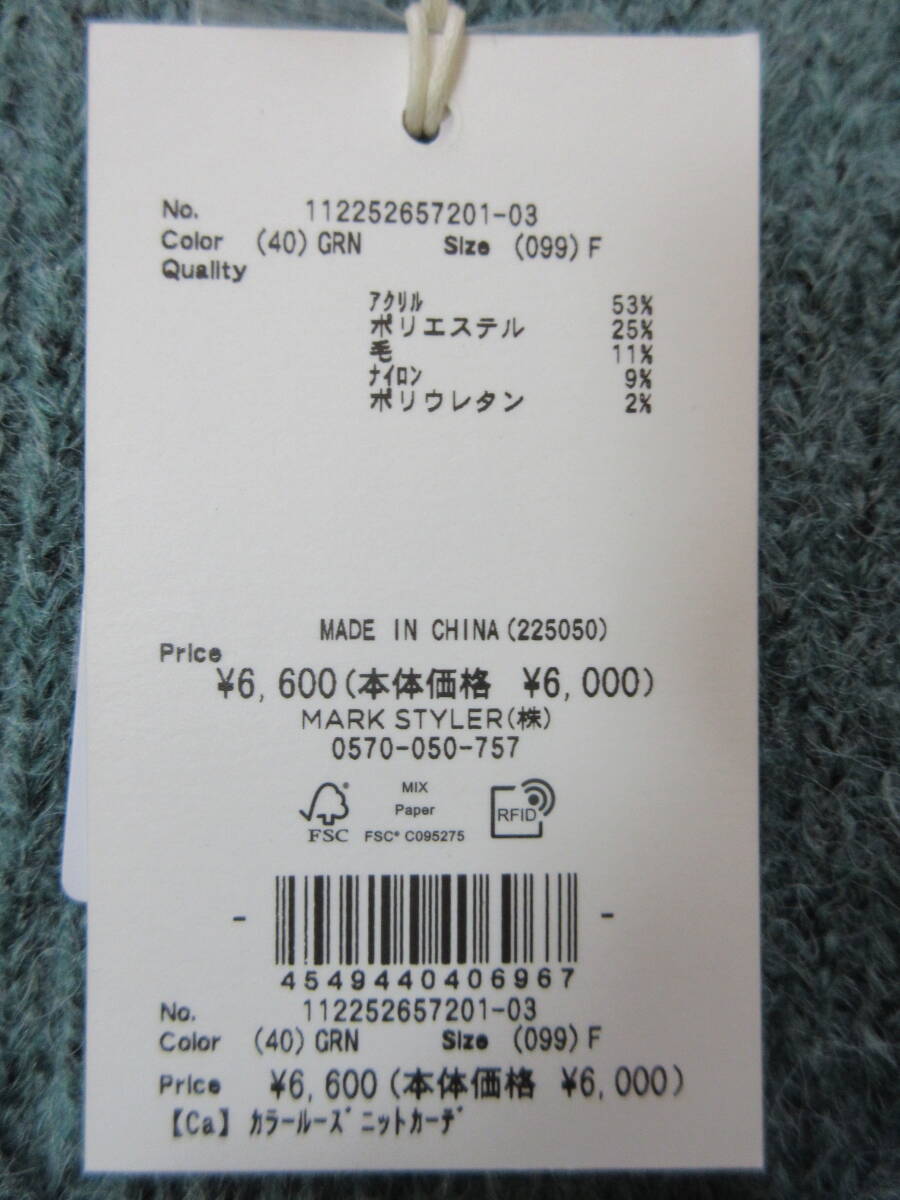 No. 112252657201-03
Color (40) GRN Size (099) F
Quality
アクリル 53%
ポリエステル 25%
毛 11%
ナイロン 9%
ポリウレタン 2%
MADE IN CHINA(225050)
Price
¥6,600(本体価格 ¥6,000)
MARK STYLER(株)
0570-050-757
FSC
MIX
Paper
FSC® C095275
RFID
- -
4549440406967
No. 112252657201-03
Color (40) GRN Size (099) F
Price ¥6,600(本体価格 ¥6,000)
【Ca】カラールーズニットカーデ